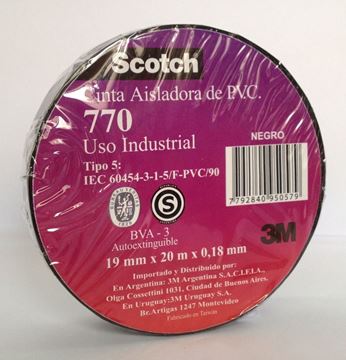 Scotch
Cinta Aisladora de P.V.C.
770
Uso Industrial
NEGRO
Tipo 5:
IEC 60454-3-1-5/F-PVC/90
7792840950579
S
BVA - 3
Autoextinguible
19 mm x 20 m x 0,18 mm
3M
Importado y Distribuido por:
En Argentina:3M Argentina S.A.C.I.F.I.A.,
Olga Cossettini 1031, Ciudad de Buenos Aires.
En Uruguay:3M Uruguay S.A.
Br.Artigas 1247 Montevideo
Fabricado en Taiwán